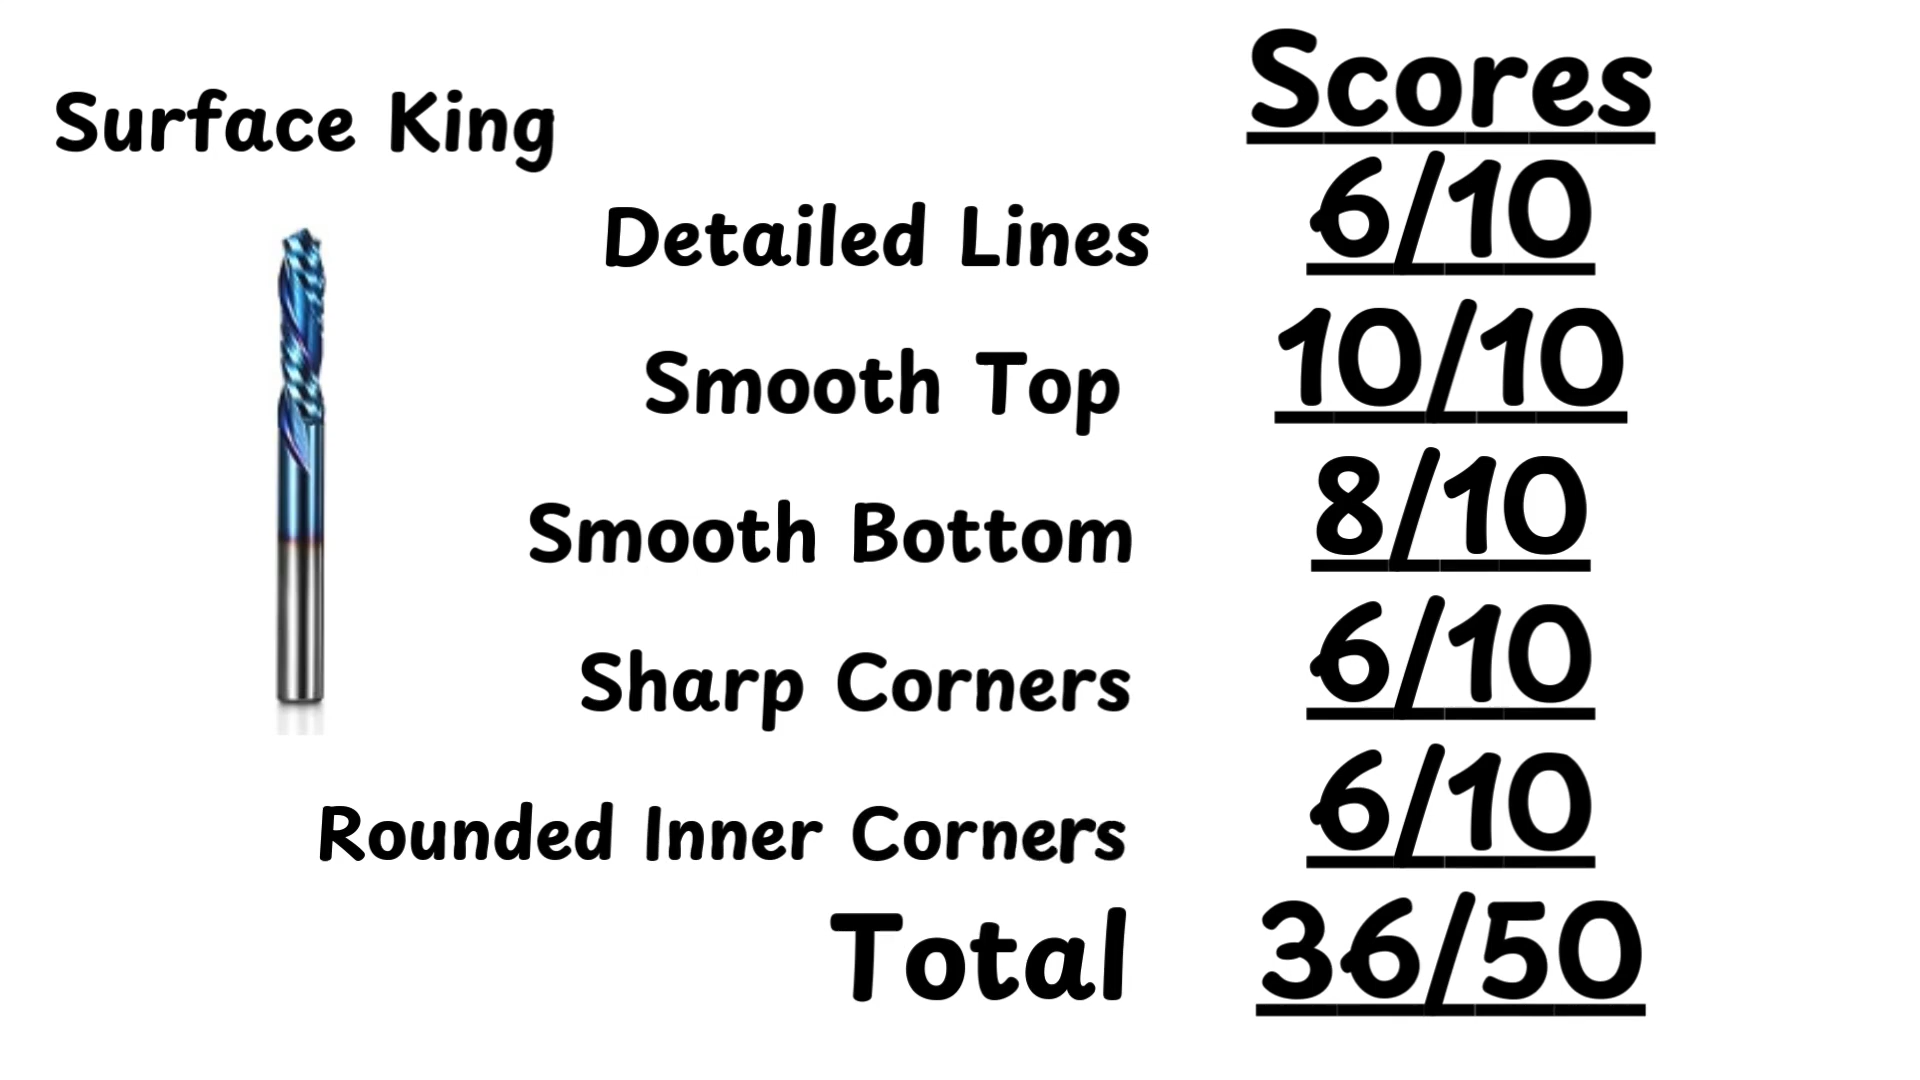 Scores
Surface King
Detailed Lines 6/10
Smooth Top 10/10
Smooth Bottom 8/10
Sharp Corners 6/10
Rounded Inner Corners 6/10
Total 36/50